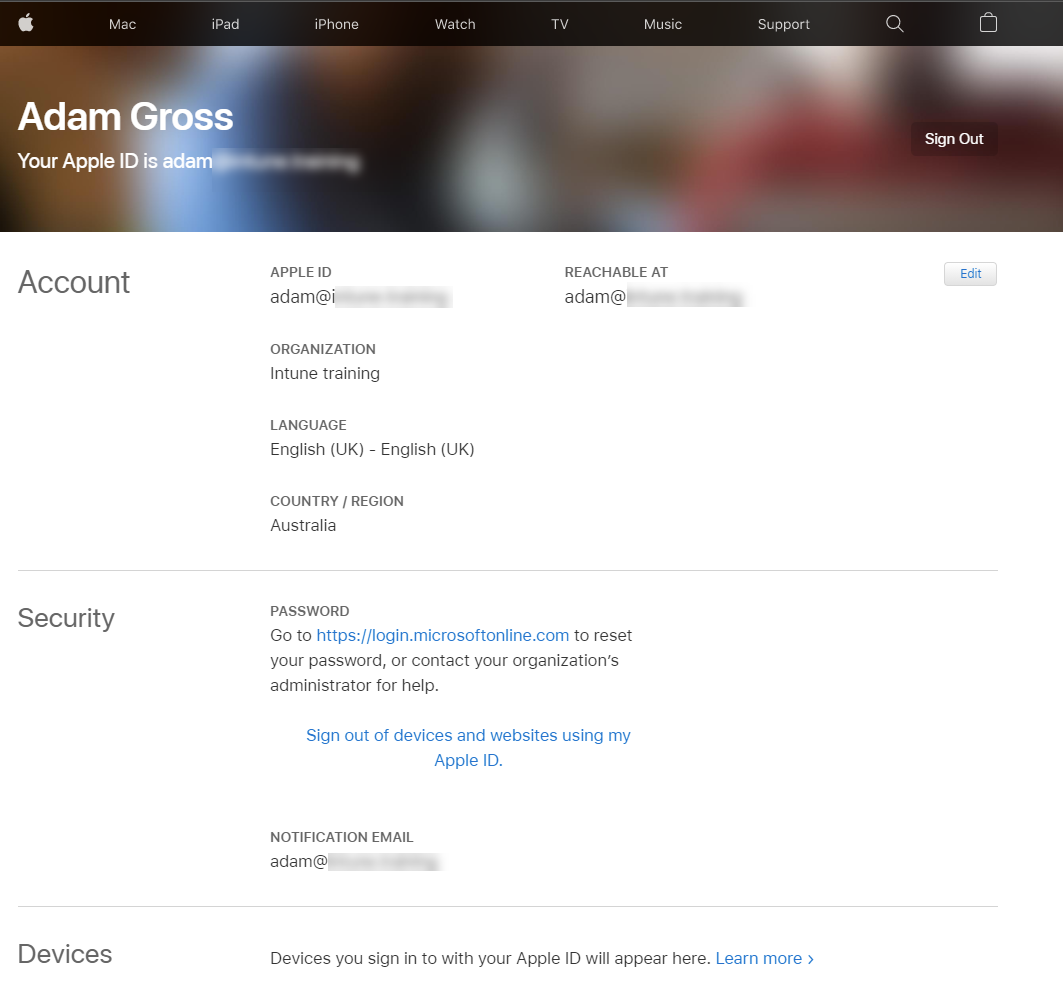 Mac iPad iPhone Watch TV Music Support
Adam Gross
Your Apple ID is adam
Sign Out
Account
APPLE ID
adam@i
REACHABLE AT
adam@
Edit
ORGANIZATION
Intune training
LANGUAGE
English (UK) - English (UK)
COUNTRY / REGION
Australia
Security
PASSWORD
Go to https://login.microsoftonline.com to reset
your password, or contact your organization’s
administrator for help.
Sign out of devices and websites using my
Apple ID.
NOTIFICATION EMAIL
adam@
Devices
Devices you sign in to with your Apple ID will appear here. Learn more ›